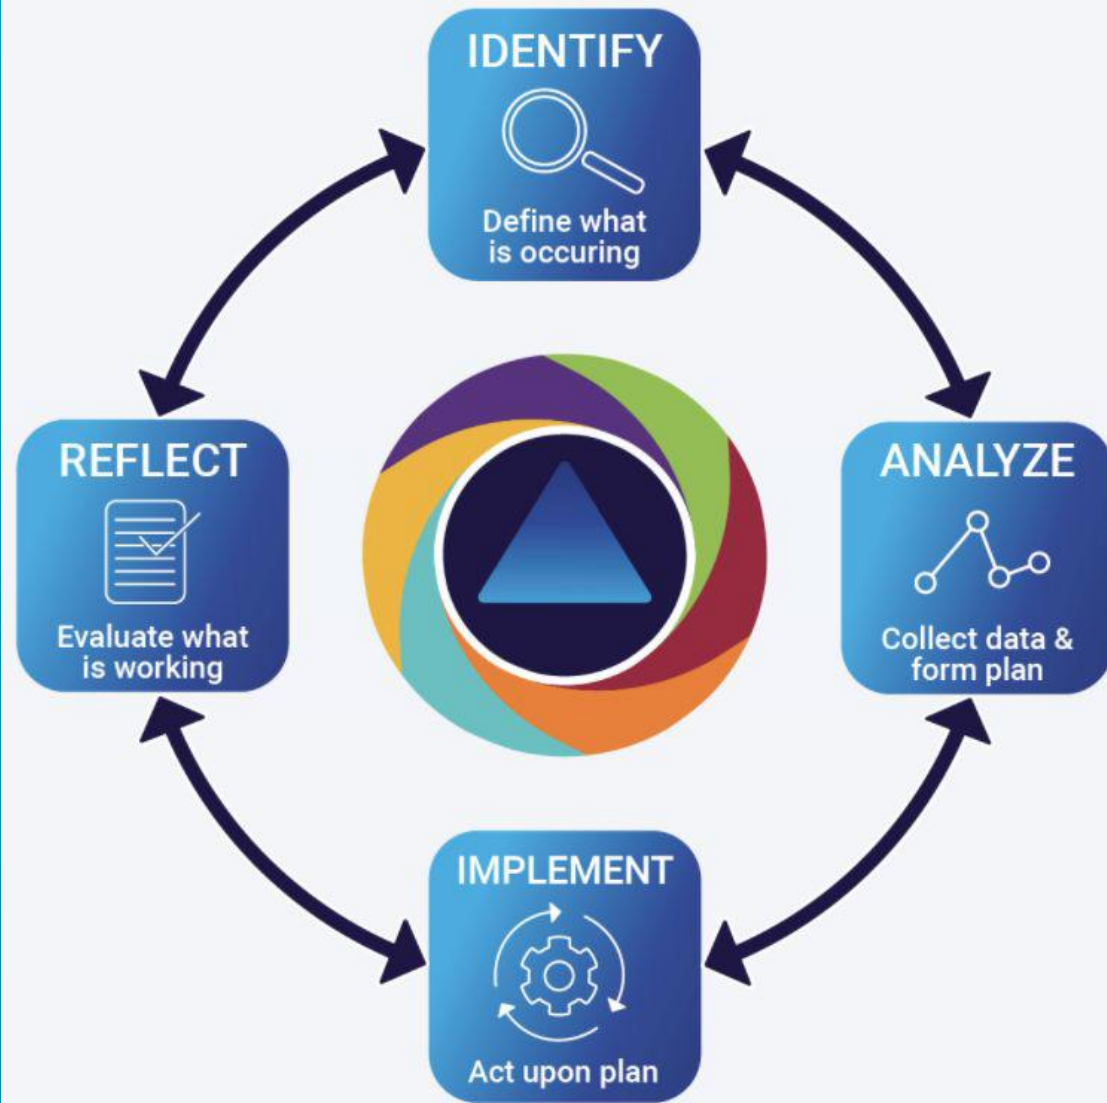 IDENTIFY
Define what
is occuring
ANALYZE
Collect data &
form plan
IMPLEMENT
Act upon plan
REFLECT
Evaluate what
is working